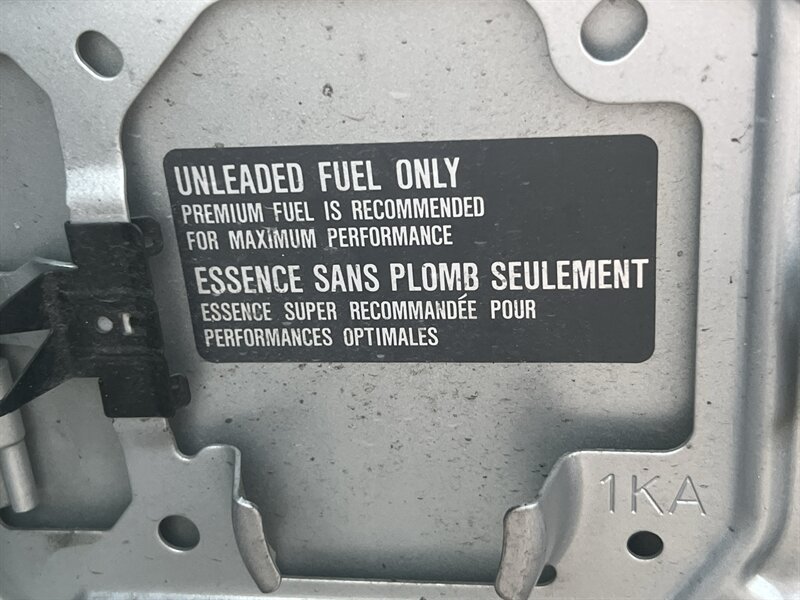 UNLEADED FUEL ONLY
PREMIUM FUEL IS RECOMMENDED
FOR MAXIMUM PERFORMANCE
ESSENCE SANS PLOMB SEULEMENT
ESSENCE SUPER RECOMMANDÉE POUR
PERFORMANCES OPTIMALES
1KA